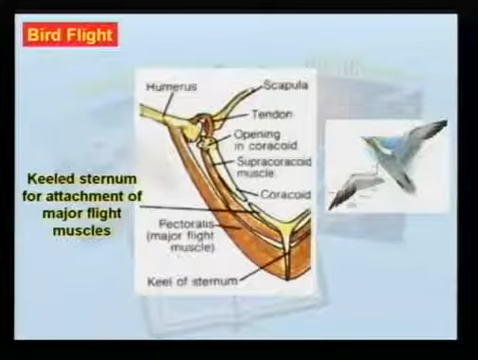 Bird Flight
Humerus
Scapula
Tendon
Opening
in coracoid
Supracoracoid
muscle
Coracoid
Pectoralis
(major flight
muscle)
Keel of sternum
Keeled sternum
for attachment of
major flight
muscles